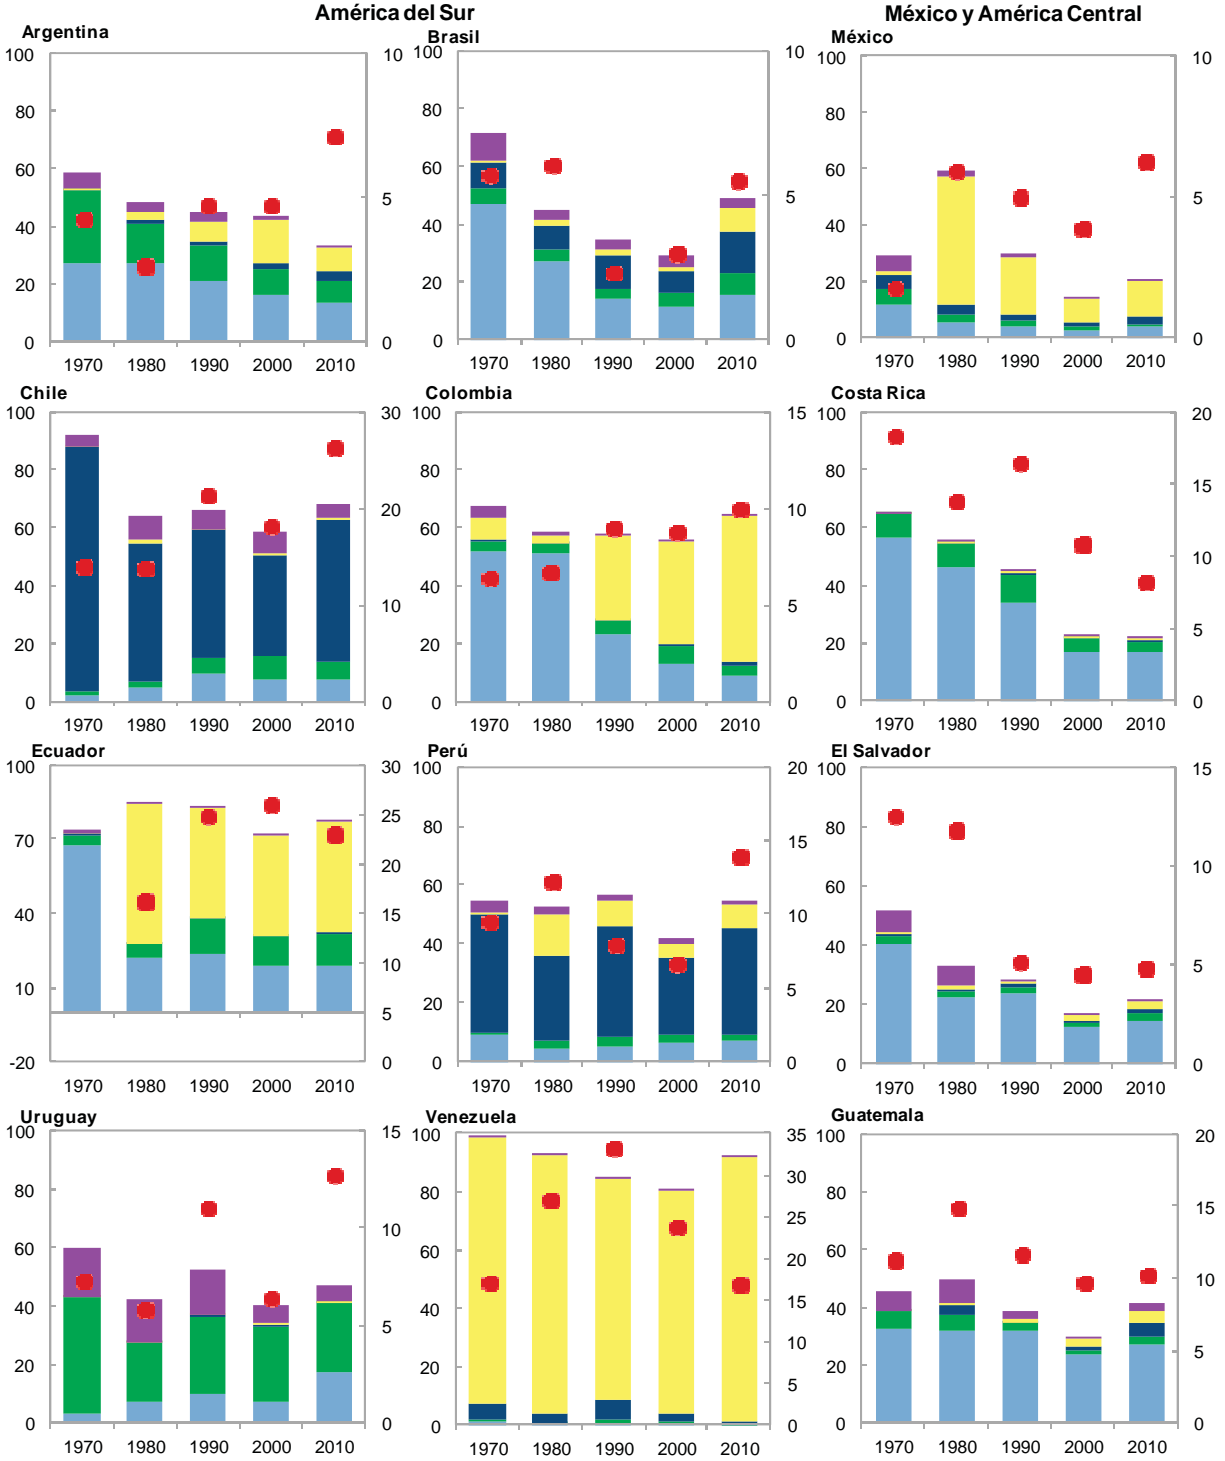 América del Sur
México y América Central
Argentina
Brasil
México
100 80 60 40 20 0
10 5 0
100 80 60 40 20 0
10 5 0
100 80 60 40 20 0
10 5 0
1970 1980 1990 2000 2010
1970 1980 1990 2000 2010
1970 1980 1990 2000 2010
Chile
Colombia
Costa Rica
100 80 60 40 20 0
30 20 10 0
100 80 60 40 20 0
15 10 5 0
100 80 60 40 20 0
20 15 10 5 0
1970 1980 1990 2000 2010
1970 1980 1990 2000 2010
1970 1980 1990 2000 2010
Ecuador
Perú
El Salvador
100 70 40 10 -20
30 25 20 15 10 5 0
100 80 60 40 20 0
20 15 10 5 0
100 80 60 40 20 0
15 10 5 0
1970 1980 1990 2000 2010
1970 1980 1990 2000 2010
1970 1980 1990 2000 2010
Uruguay
Venezuela
Guatemala
100 80 60 40 20 0
15 10 5 0
100 80 60 40 20 0
35 30 25 20 15 10 5 0
100 80 60 40 20 0
20 15 10 5 0
1970 1980 1990 2000 2010
1970 1980 1990 2000 2010
1970 1980 1990 2000 2010